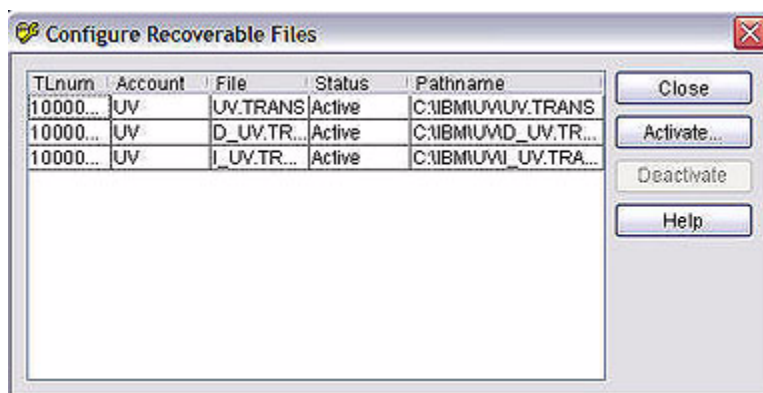 Configure Recoverable Files
TLnum Account File Status Pathname
10000... UV UV.TRANS Active C:\IBM\UV\UV.TRANS
10000... UV D_UV.TR... Active C:\IBM\UV\D_UV.TR...
10000... UV I_UV.TR... Active C:\IBM\UV\I_UV.TRA...
Close
Activate...
Deactivate
Help